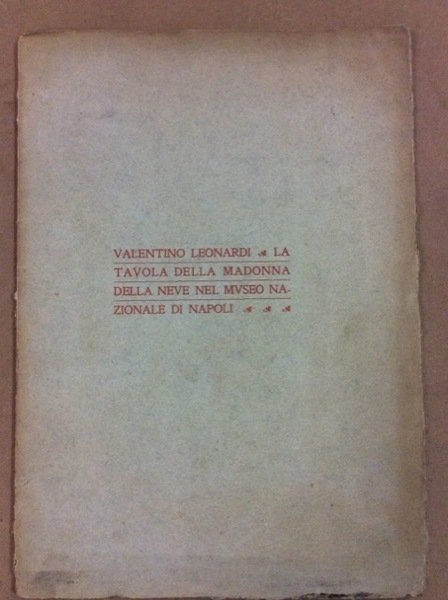 VALENTINO LEONARDI ☙ LA
TAVOLA DELLA MADONNA
DELLA NEVE NEL MVSEO NA-
ZIONALE DI NAPOLI ☙ ☙ ☙